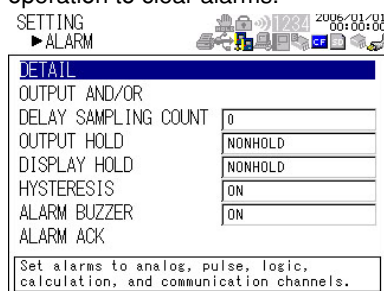 operation to clear alarms.
SETTING
2006/01/01
►ALARM
1234
00:00:00
CF
DETAIL
OUTPUT AND/OR
DELAY SAMPLING COUNT 0
OUTPUT HOLD NONHOLD
DISPLAY HOLD NONHOLD
HYSTERESIS ON
ALARM BUZZER ON
ALARM ACK
Set alarms to analog, pulse, logic,
calculation, and communication channels.